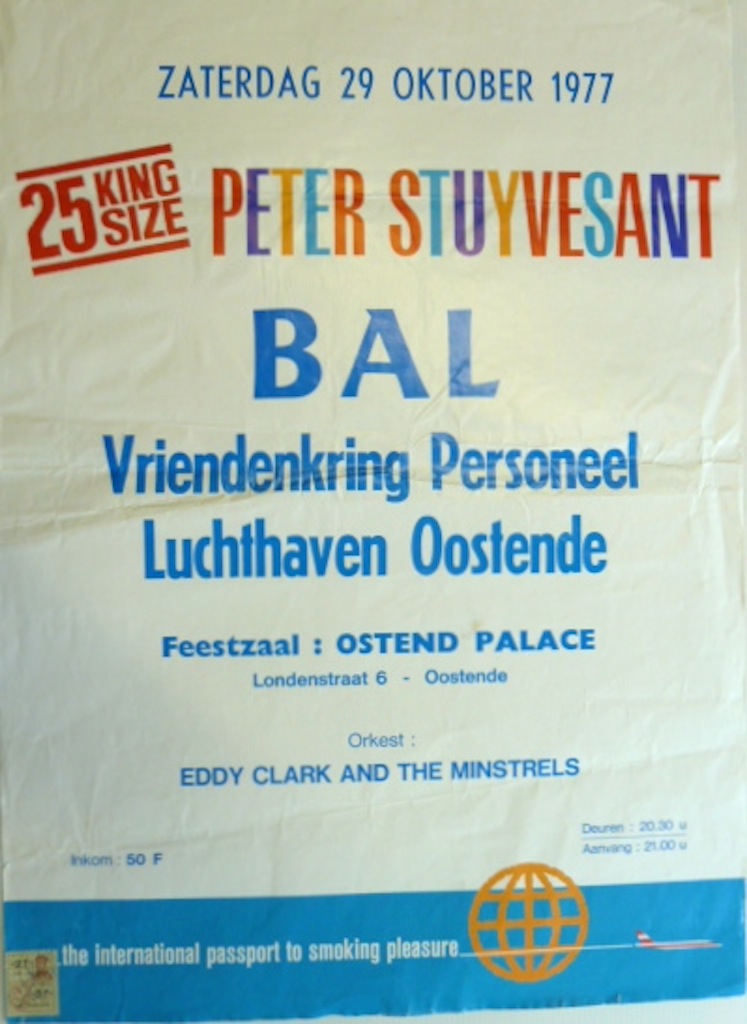 ZATERDAG 29 OKTOBER 1977
25 KING SIZE
PETER STUYVESANT
BAL
Vriendenkring Personeel
Luchthaven Oostende
Feestzaal : OSTEND PALACE
Londenstraat 6 - Oostende
Orkest :
EDDY CLARK AND THE MINSTRELS
Deuren : 20.30 u
Aanvang : 21.00 u
Inkom : 50 F
...the international passport to smoking pleasure